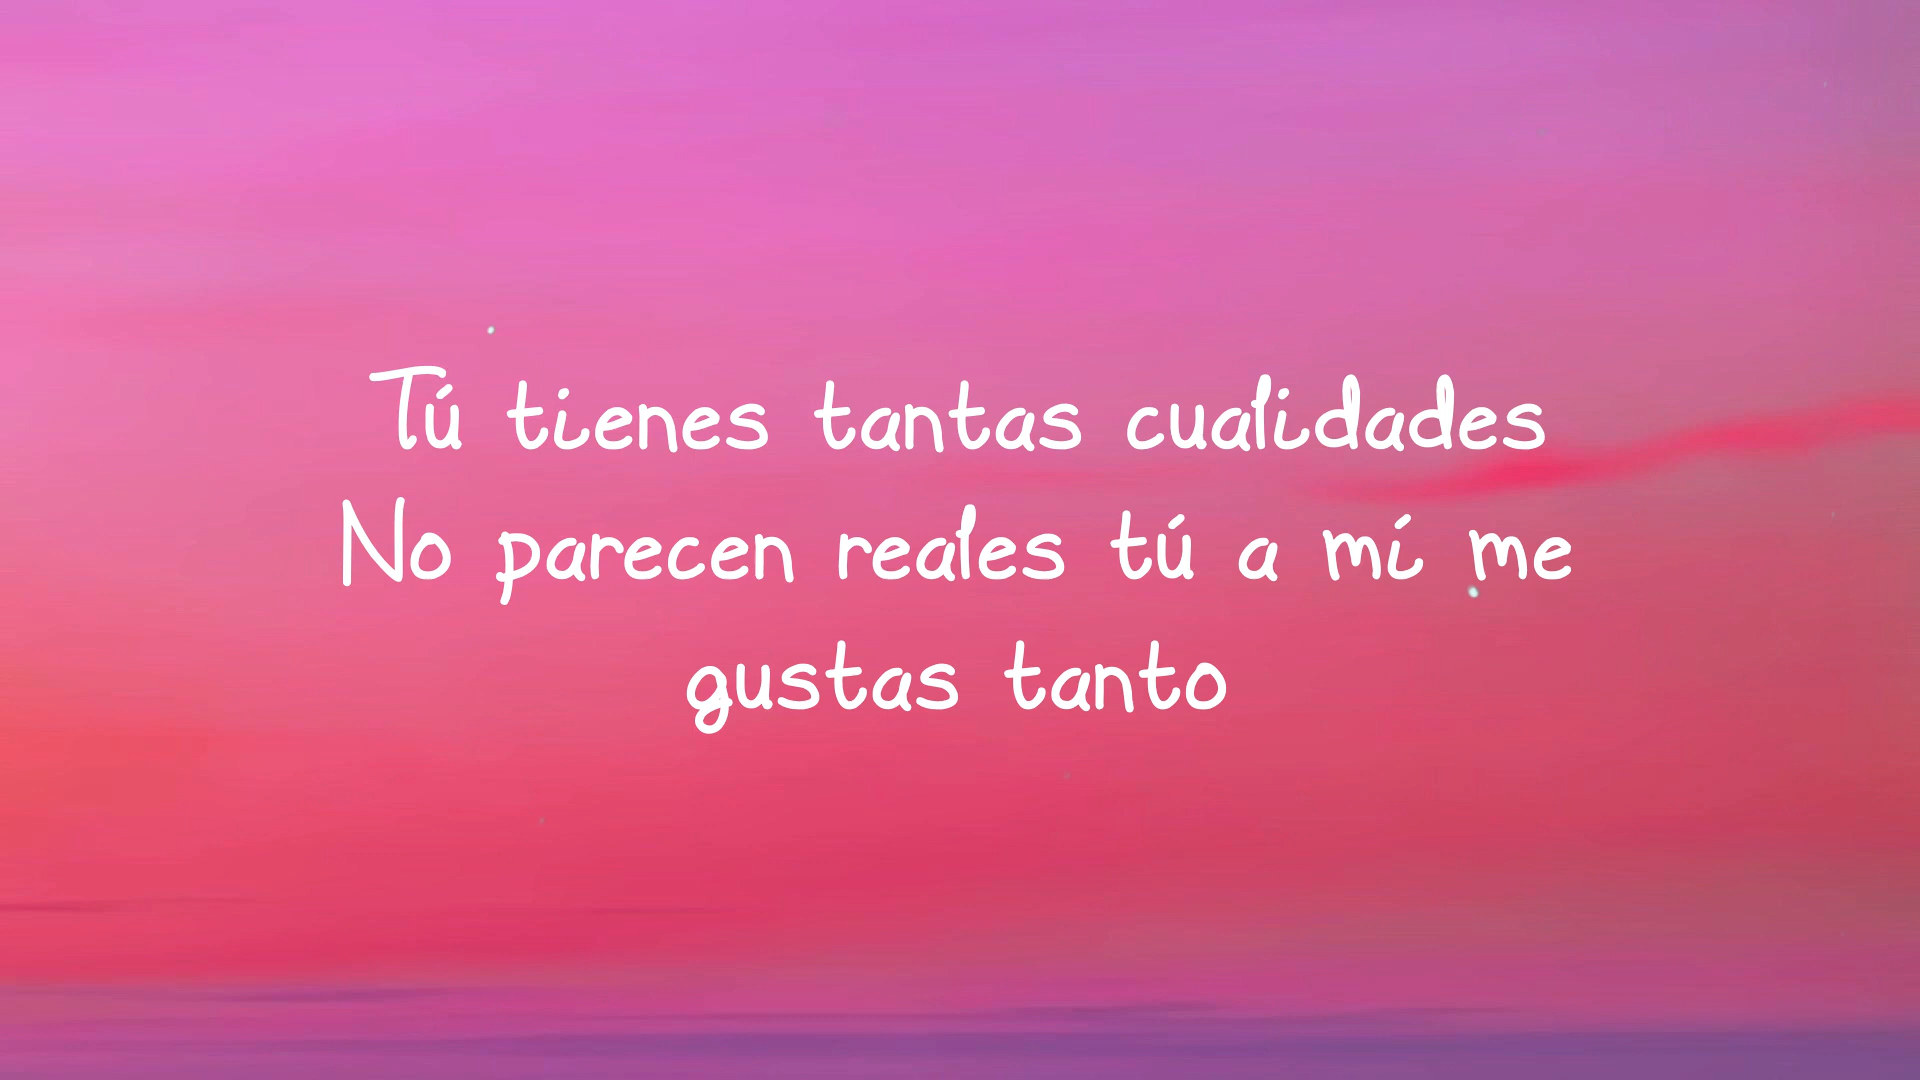 Tú tienes tantas cualidades
No parecen reales tú a mí me
gustas tanto